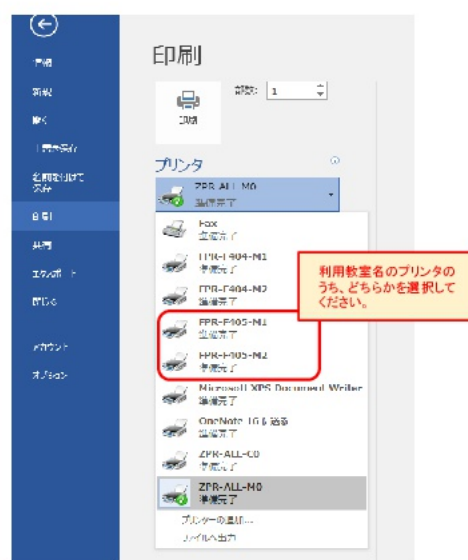 印刷
情報
新規
開く
上書き保存
名前を付けて
保存
印刷
共有
エクスポート
閉じる
アカウント
オプション
部数: 1
印刷
プリンタ
ZPR-ALL-M0
準備完了
Fax
準備完了
FPR-F404-M1
準備完了
FPR-F404-M2
準備完了
FPR-F405-M1
準備完了
FPR-F405-M2
準備完了
Microsoft XPS Document Writer
準備完了
OneNote 16 に送る
準備完了
ZPR-ALL-C0
準備完了
ZPR-ALL-M0
準備完了
プリンターの追加...
ファイルへ出力
利用教室名のプリンタの
うち、どちらかを選択して
ください。